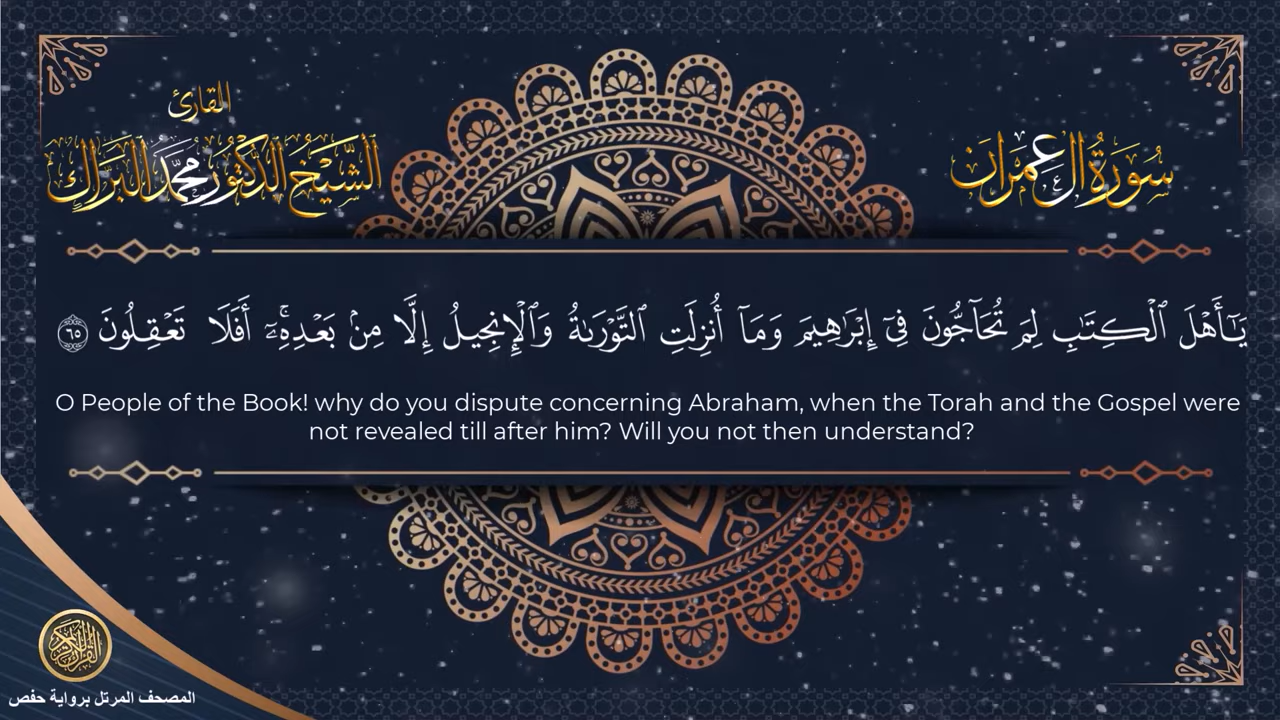 القارئ
الشيخ الدكتور محمد البراك
سورة آل عمران
يَـٰٓأَهْلَ ٱلْكِتَـٰبِ لِمَ تُحَآجُّونَ فِىٓ إِبْرَٰهِيمَ وَمَآ أُنزِلَتِ ٱلتَّوْرَىٰةُ وَٱلْإِنجِيلُ إِلَّا مِنۢ بَعْدِهِۦٓ ۚ أَفَلَا تَعْقِلُونَ ٦٥
O People of the Book! why do you dispute concerning Abraham, when the Torah and the Gospel were
not revealed till after him? Will you not then understand?
القرآن الكريم
المصحف المرتل برواية حفص